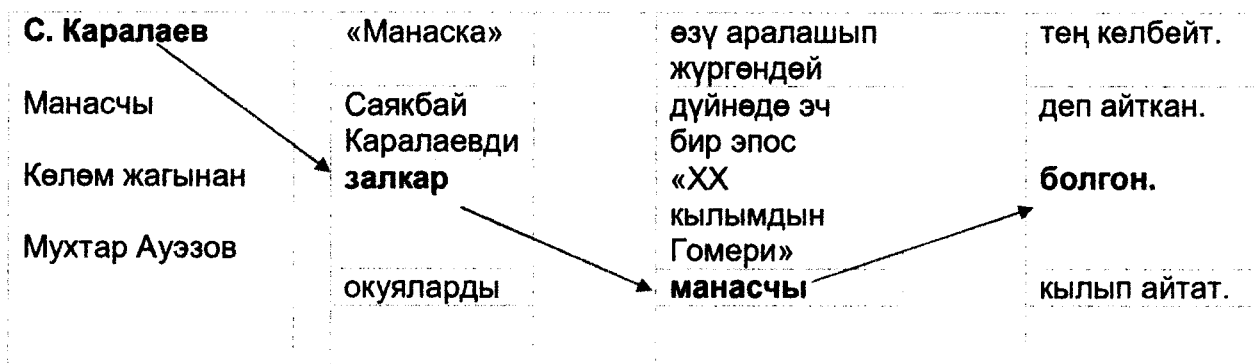 С. Каралаев «Манаска» өзү аралашып тең келбейт.
жүргөндөй
Манасчы Саякбай дүйнөдө эч деп айткан.
Каралаевди бир эпос
Көлөм жагынан залкар «XX болгон.
кылымдын
Мухтар Ауэзов Гомери»
окуяларды манасчы кылып айтат.